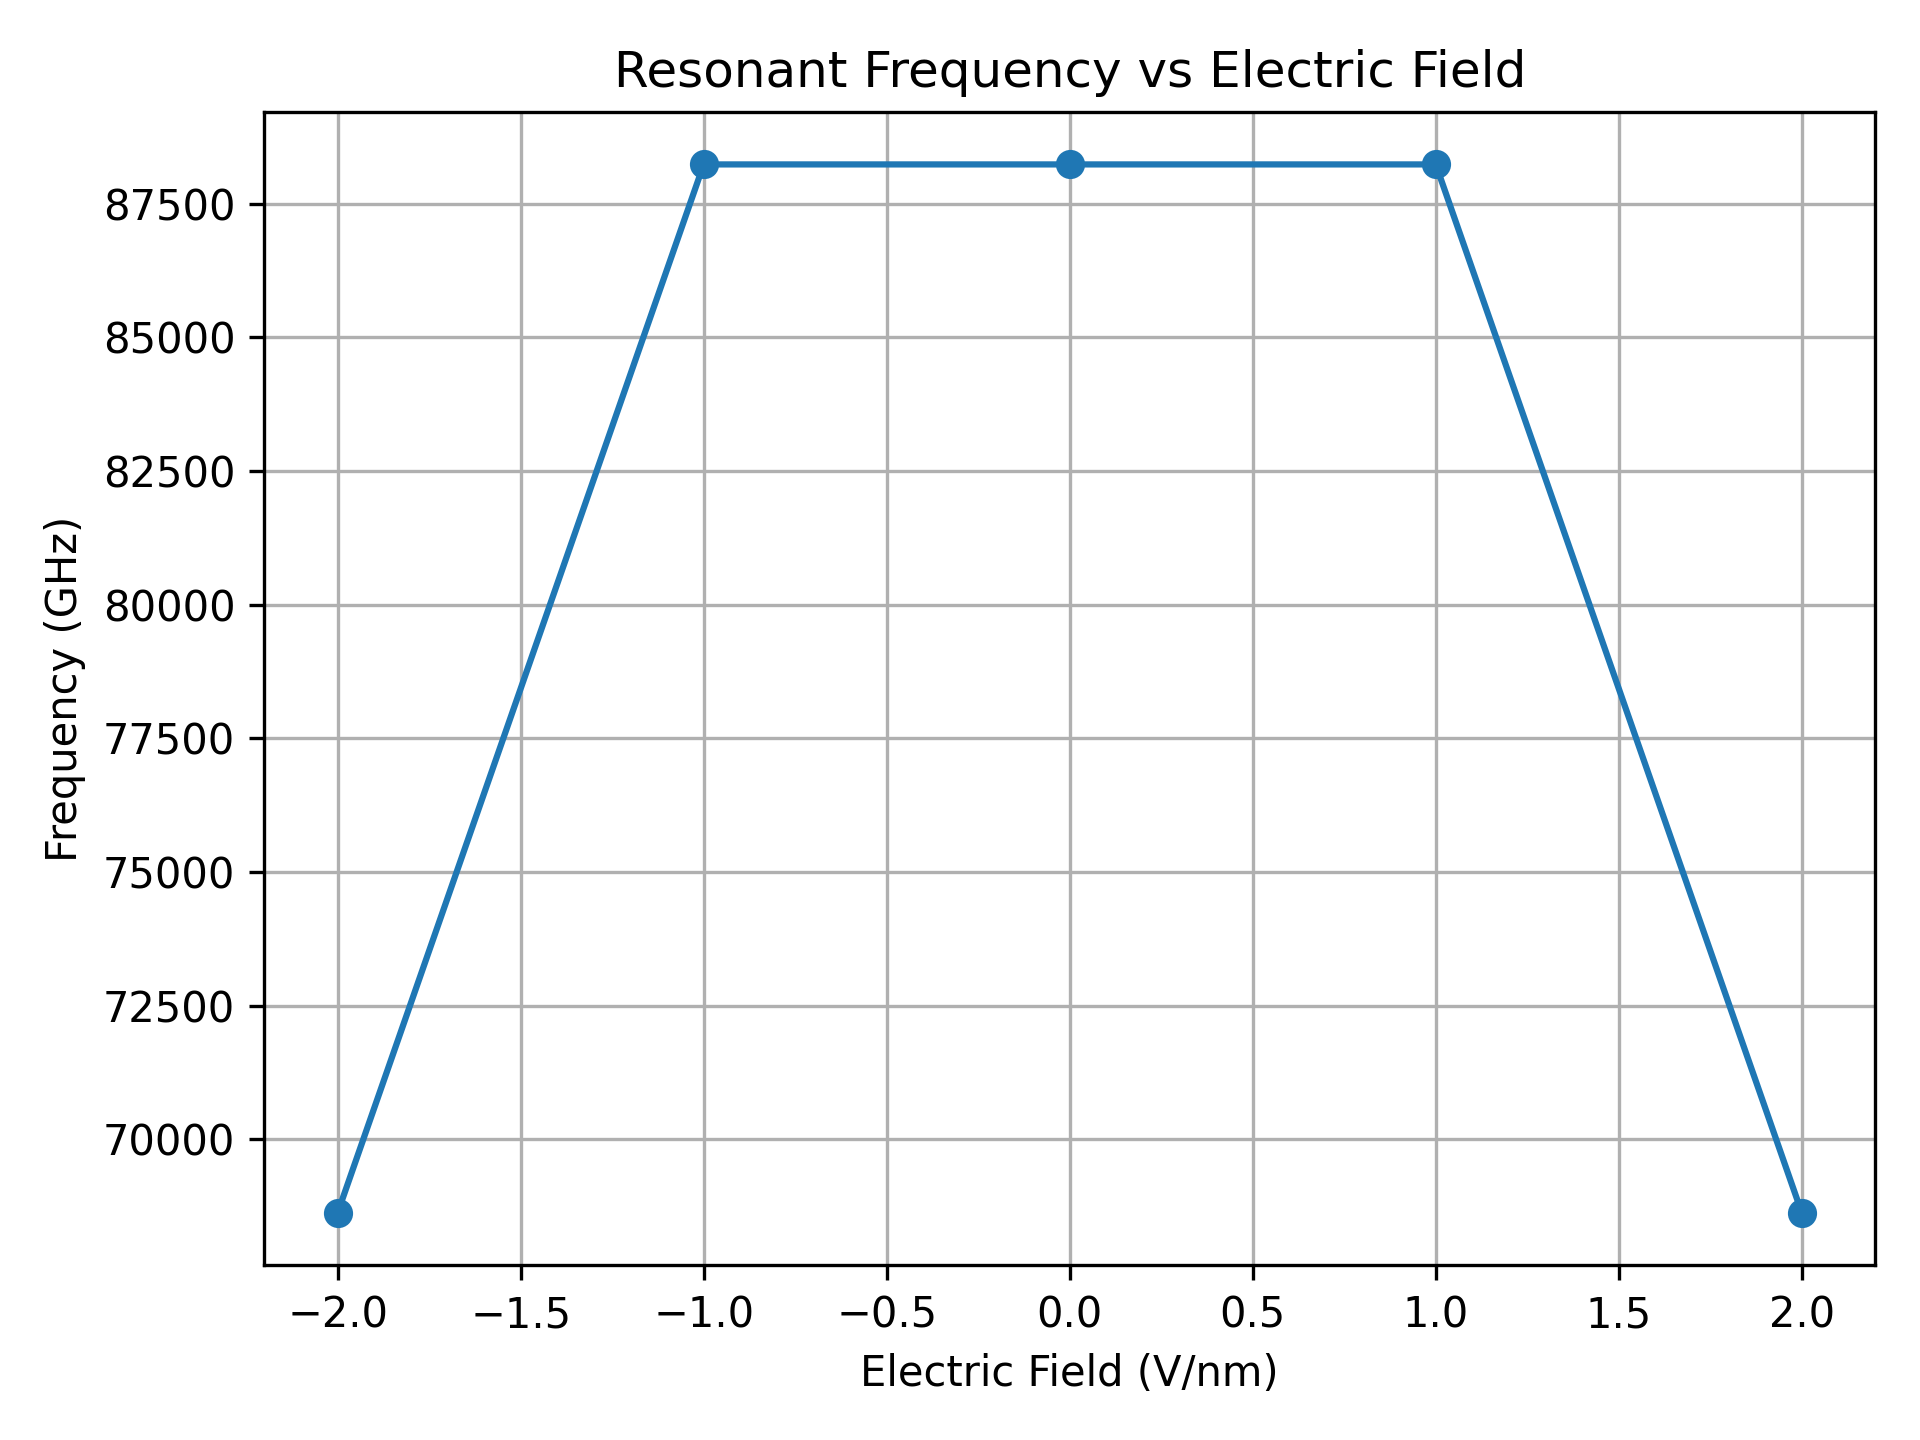 Resonant Frequency vs Electric Field
Frequency (GHz)
87500
85000
82500
80000
77500
75000
72500
70000
−2.0 −1.5 −1.0 −0.5 0.0 0.5 1.0 1.5 2.0
Electric Field (V/nm)